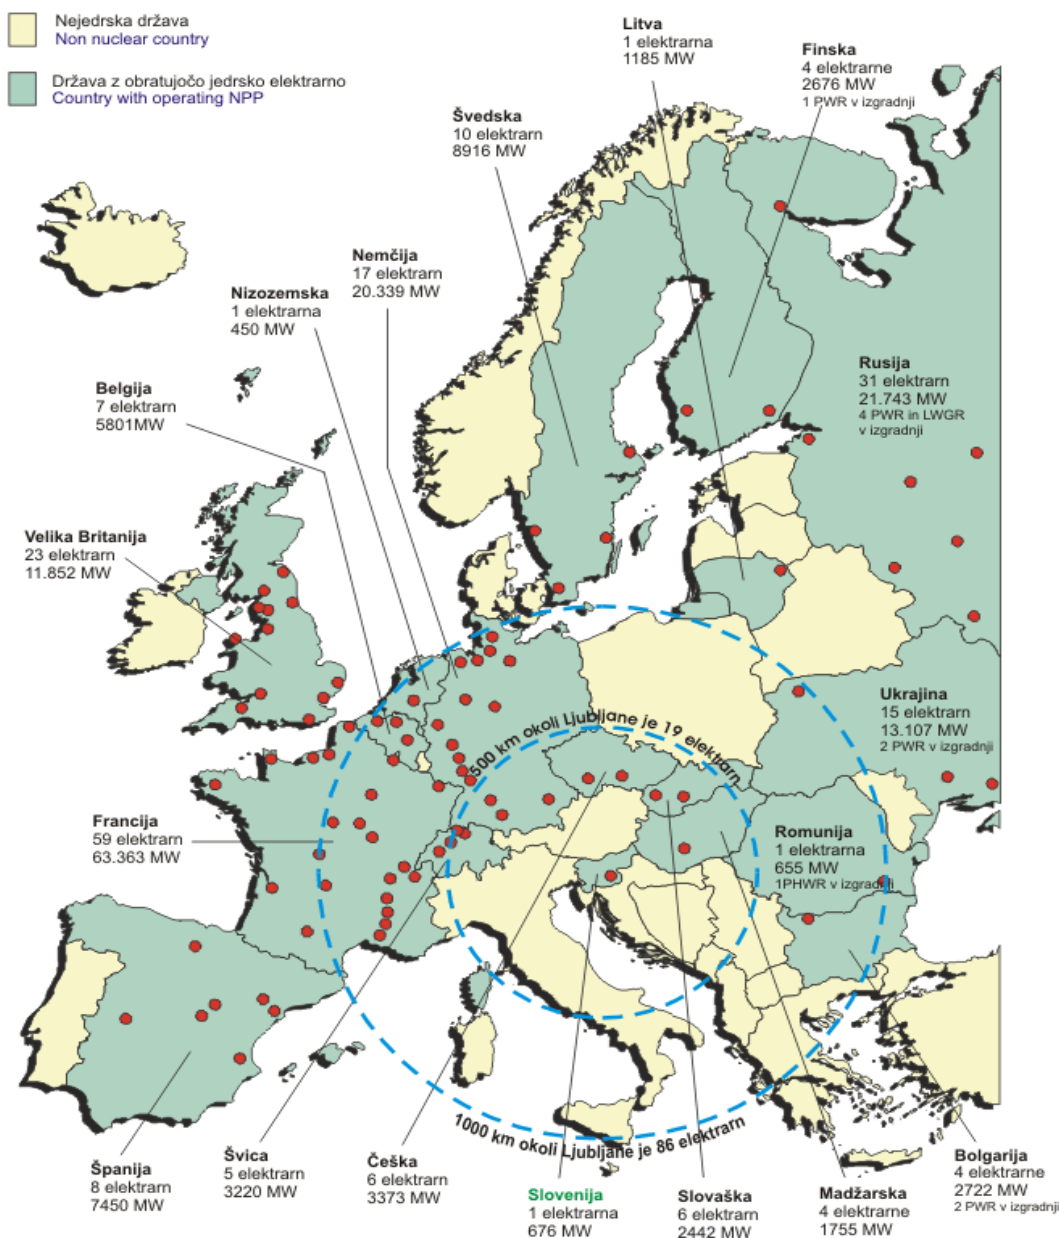 Nejedrska država
Non nuclear country
Država z obratujočo jedrsko elektrarno
Country with operating NPP
Litva
1 elektrarna
1185 MW
Finska
4 elektrarne
2676 MW
1 PWR v izgradnji
Švedska
10 elektrarn
8916 MW
Nemčija
17 elektrarn
20.339 MW
Nizozemska
1 elektrarna
450 MW
Belgija
7 elektrarn
5801MW
Rusija
31 elektrarn
21.743 MW
4 PWR in LWGR
v izgradnji
Velika Britanija
23 elektrarn
11.852 MW
Ukrajina
15 elektrarn
13.107 MW
2 PWR v izgradnji
500 km okoli Ljubljane je 19 elektrarn
Francija
59 elektrarn
63.363 MW
Romunija
1 elektrarna
655 MW
1PHWR v izgradnji
1000 km okoli Ljubljane je 86 elektrarn
Španija
8 elektrarn
7450 MW
Švica
5 elektrarn
3220 MW
Češka
6 elektrarn
3373 MW
Slovenija
1 elektrarna
676 MW
Slovaška
6 elektrarn
2442 MW
Madžarska
4 elektrarne
1755 MW
Bolgarija
4 elektrarne
2722 MW
2 PWR v izgradnji